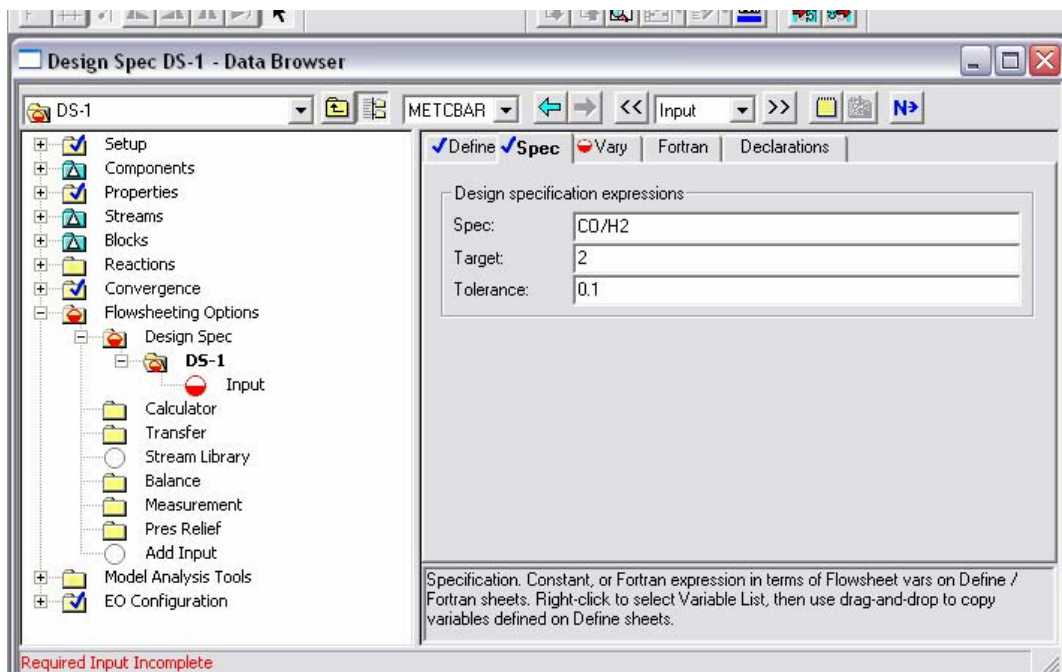 Design Spec DS-1 - Data Browser
DS-1
METCBAR
<<
Input
>>
N>
Setup
Components
Properties
Streams
Blocks
Reactions
Convergence
Flowsheeting Options
Design Spec
DS-1
Input
Calculator
Transfer
Stream Library
Balance
Measurement
Pres Relief
Add Input
Model Analysis Tools
EO Configuration
Define Spec Vary Fortran Declarations
Design specification expressions
Spec: CO/H2
Target: 2
Tolerance: 0.1
Specification. Constant, or Fortran expression in terms of Flowsheet vars on Define /
Fortran sheets. Right-click to select Variable List, then use drag-and-drop to copy
variables defined on Define sheets.
Required Input Incomplete